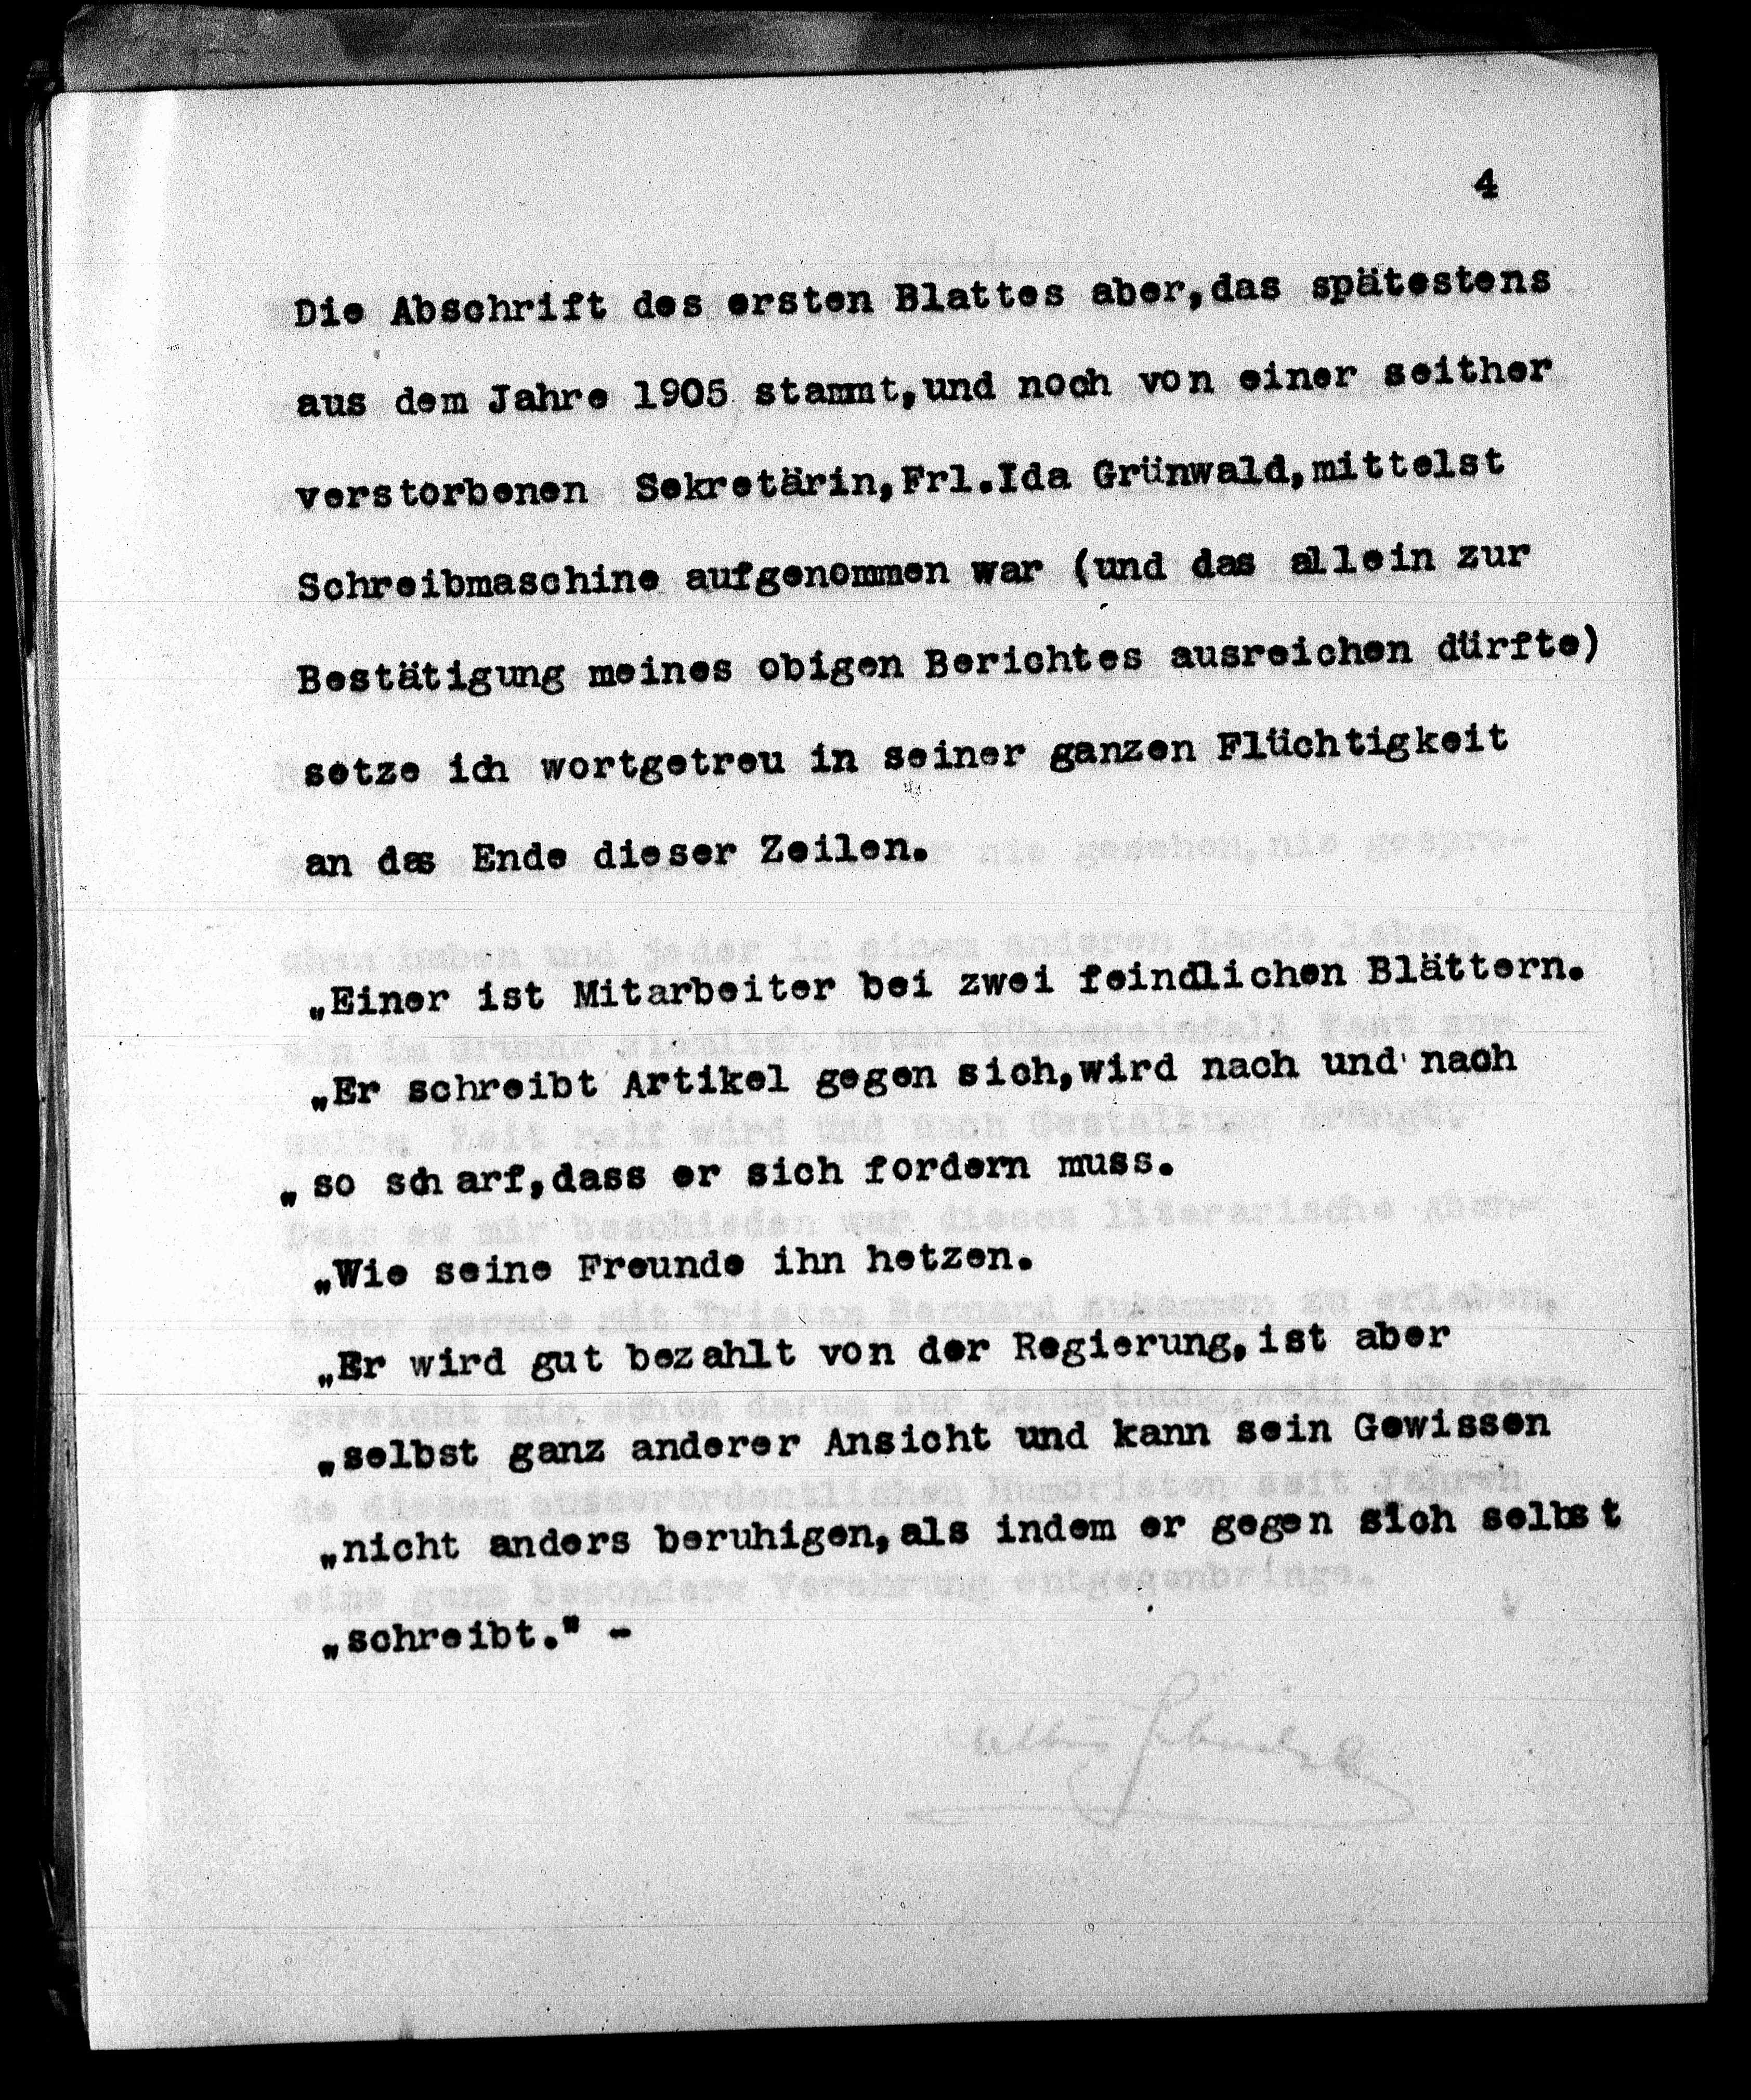 4
Die Abschrift des ersten Blattes aber, das spätestens
aus dem Jahre 1905 stammt, und noch von einer seither
verstorbenen Sekretärin, Frl. Ida Grünwald, mittelst
Schreibmaschine aufgenommen war (und das allein zur
Bestätigung meines obigen Berichtes ausreichen dürfte)
setze ich wortgetreu in seiner ganzen Flüchtigkeit
an das Ende dieser Zeilen.
„Einer ist Mitarbeiter bei zwei feindlichen Blättern.
„Er schreibt Artikel gegen sich, wird nach und nach
„so scharf, dass er sich fordern muss.
„Wie seine Freunde ihn hetzen.
„Er wird gut bezahlt von der Regierung, ist aber
„selbst ganz anderer Ansicht und kann sein Gewissen
„nicht anders beruhigen, als indem er gegen sich selbst
„schreibt." -